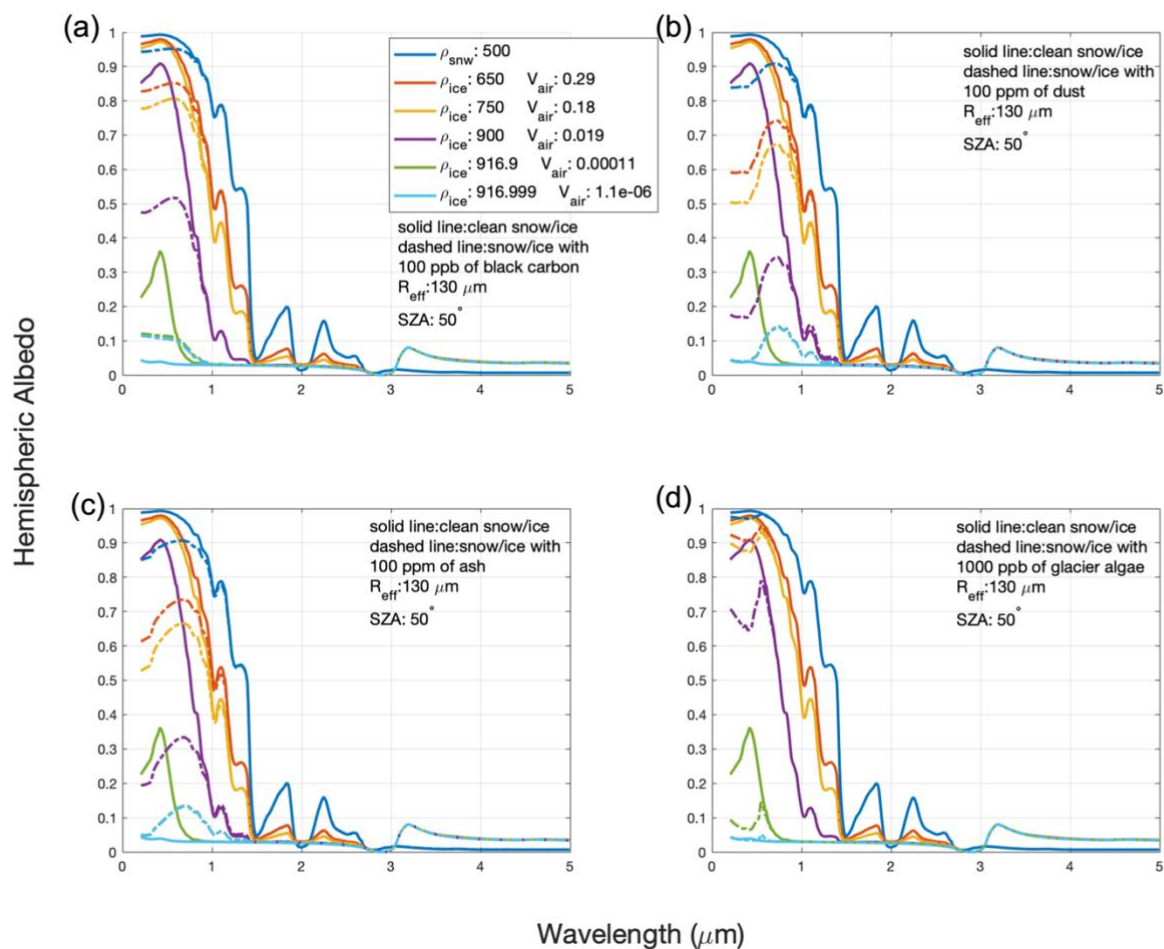 (a)
ρsnw: 500
ρice: 650 Vair: 0.29
ρice: 750 Vair: 0.18
ρice: 900 Vair: 0.019
ρice: 916.9 Vair: 0.00011
ρice: 916.999 Vair: 1.1e-06
solid line:clean snow/ice
dashed line:snow/ice with
100 ppb of black carbon
Reff:130 μm
SZA: 50°
1
0.9
0.8
0.7
0.6
0.5
0.4
0.3
0.2
0.1
0
0 1 2 3 4 5
(b)
solid line:clean snow/ice
dashed line:snow/ice with
100 ppm of dust
Reff:130 μm
SZA: 50°
1
0.9
0.8
0.7
0.6
0.5
0.4
0.3
0.2
0.1
0
0 1 2 3 4 5
Hemispheric Albedo
(c)
solid line:clean snow/ice
dashed line:snow/ice with
100 ppm of ash
Reff:130 μm
SZA: 50°
1
0.9
0.8
0.7
0.6
0.5
0.4
0.3
0.2
0.1
0
0 1 2 3 4 5
(d)
solid line:clean snow/ice
dashed line:snow/ice with
1000 ppb of glacier algae
Reff:130 μm
SZA: 50°
1
0.9
0.8
0.7
0.6
0.5
0.4
0.3
0.2
0.1
0
0 1 2 3 4 5
Wavelength (μm)